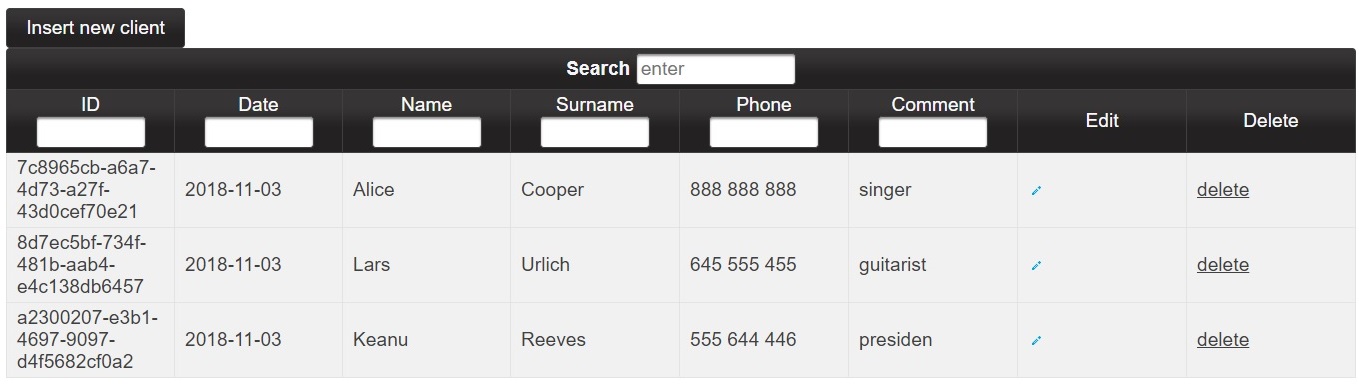 Insert new client
Search enter
ID Date Name Surname Phone Comment Edit Delete
7c8965cb-a6a7-
4d73-a27f-
43d0cef70e21 2018-11-03 Alice Cooper 888 888 888 singer delete
8d7ec5bf-734f-
481b-aab4-
e4c138db6457 2018-11-03 Lars Urlich 645 555 455 guitarist delete
a2300207-e3b1-
4697-9097-
d4f5682cf0a2 2018-11-03 Keanu Reeves 555 644 446 presiden delete